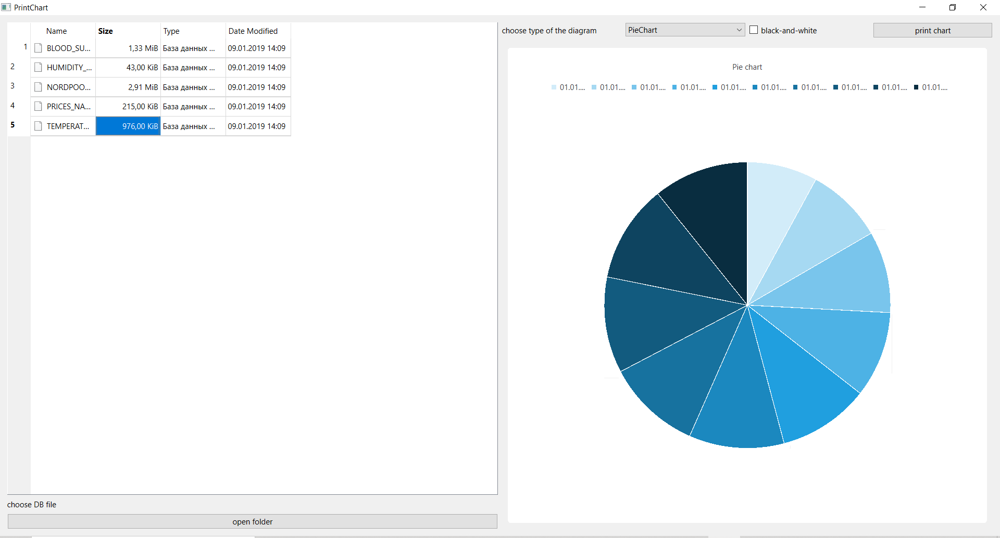 PrintChart
Name Size Type Date Modified
1 BLOOD_SU... 1,33 MiB База данных ... 09.01.2019 14:09
2 HUMIDITY_... 43,00 KiB База данных ... 09.01.2019 14:09
3 NORDPOO... 2,91 MiB База данных ... 09.01.2019 14:09
4 PRICES_NA... 215,00 KiB База данных ... 09.01.2019 14:09
5 TEMPERAT... 976,00 KiB База данных ... 09.01.2019 14:09
choose DB file
open folder
choose type of the diagram PieChart black-and-white print chart
Pie chart
01.01.... 01.01.... 01.01.... 01.01.... 01.01.... 01.01.... 01.01.... 01.01.... 01.01.... 01.01....